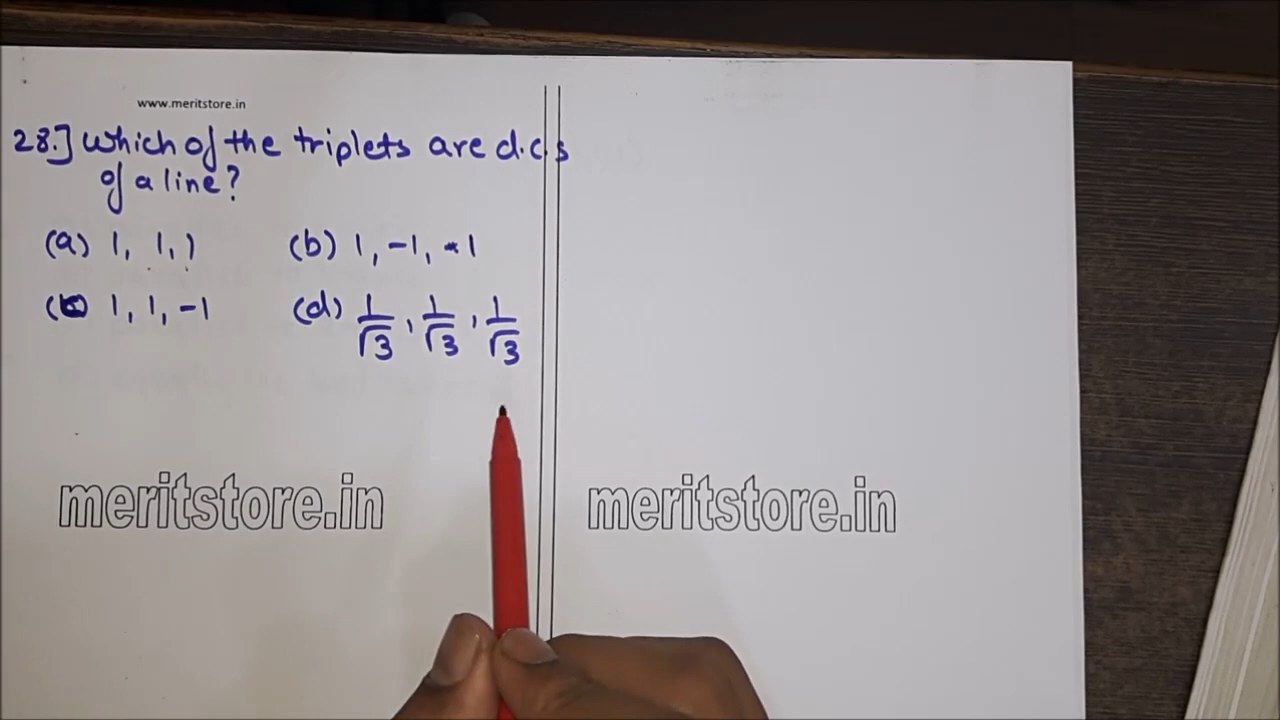 www.meritstore.in
28.] Which of the triplets are d.c,s
of a line?
(a) 1, 1, 1 (b) 1, -1, -1
(c) 1, 1, -1 (d) 1/√3, 1/√3, 1/√3
meritstore.in meritstore.in